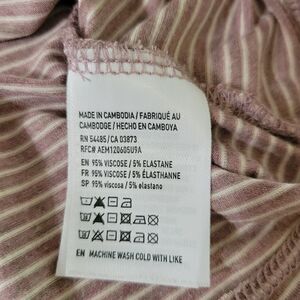 MADE IN CAMBODIA / FABRIQUÉ AU
CAMBODGE / HECHO EN CAMBOYA
RN 54485/CA 03873
RFC# AEM120605U9A
EN 95% VISCOSE / 5% ELASTANE
FR 95% VISCOSE / 5% ÉLASTHANNE
SP 95% viscosa / 5% elastano
EN MACHINE WASH COLD WITH LIKE